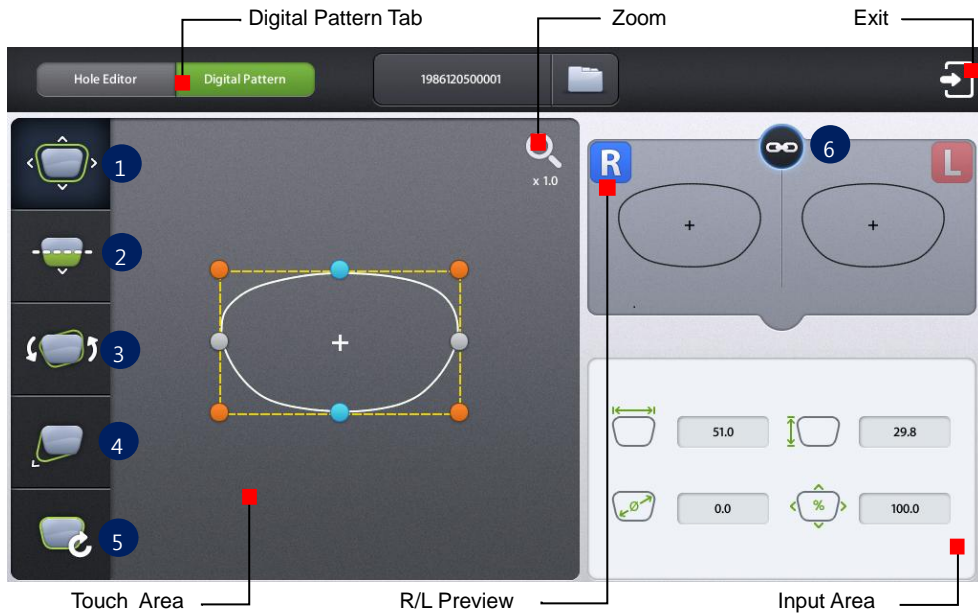 Digital Pattern Tab
Zoom
Exit
Hole Editor
Digital Pattern
1986120500001
1
2
3
4
5
x 1.0
R
6
L
51.0
29.8
Ø
0.0
%
100.0
Touch Area
R/L Preview
Input Area